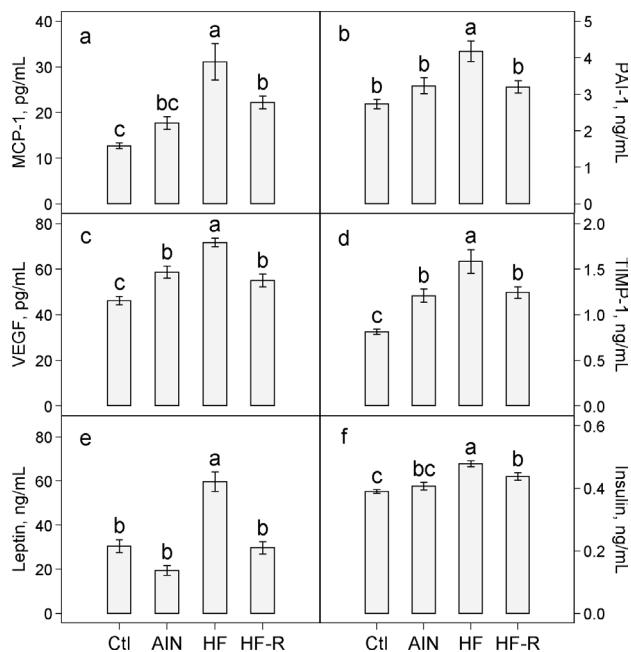 a
40
30
20
10
0
MCP-1, pg/mL
c
bc
a
b
b
5
4
3
2
1
0
PAI-1, ng/mL
b
b
a
b
c
80
60
40
20
0
VEGF, pg/mL
c
b
a
b
d
2.0
1.5
1.0
0.5
0.0
TIMP-1, ng/mL
c
b
a
b
e
80
60
40
20
0
Leptin, ng/mL
b
b
a
b
f
0.6
0.4
0.2
0.0
Insulin, ng/mL
c
bc
a
b
Ctl AIN HF HF-R
Ctl AIN HF HF-R